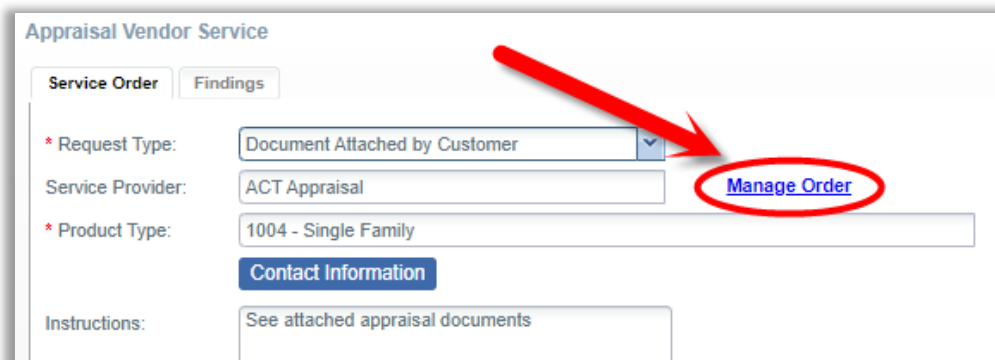 Appraisal Vendor Service
Service Order Findings
* Request Type: Document Attached by Customer
Service Provider: ACT Appraisal Manage Order
* Product Type: 1004 - Single Family
Contact Information
Instructions: See attached appraisal documents